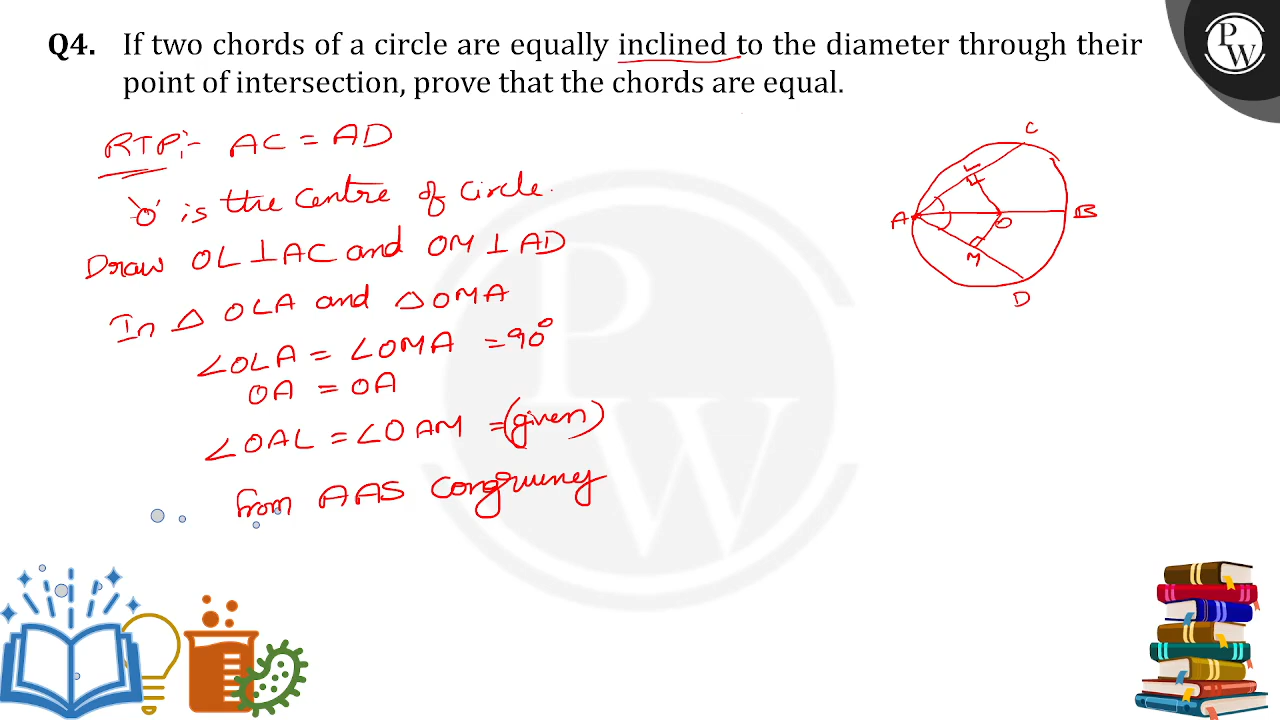 Q4. If two chords of a circle are equally inclined to the diameter through their
point of intersection, prove that the chords are equal.
RTP:- AC = AD
'O' is the centre of circle.
Draw OL ⊥ AC and OM ⊥ AD
In △ OLA and △ OMA
∠OLA = ∠OMA = 90°
OA = OA
∠OAL = ∠OAM = (given)
from AAS congruency
C
L
A
O
B
M
D
P
W
P
W